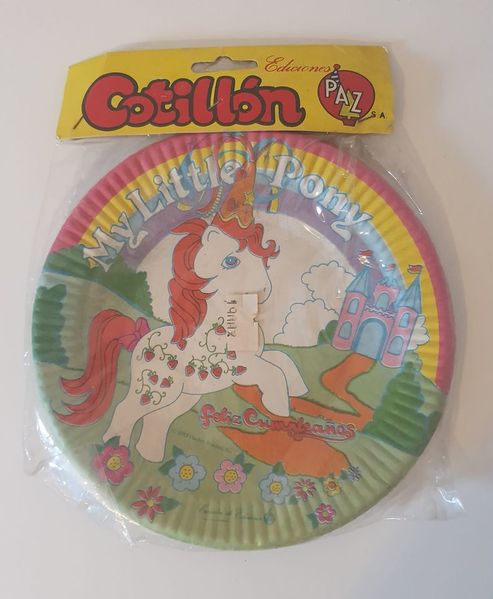 Ediciones
Cotillón
PAZ
S.A.
My Little Pony
Feliz Cumpleaños